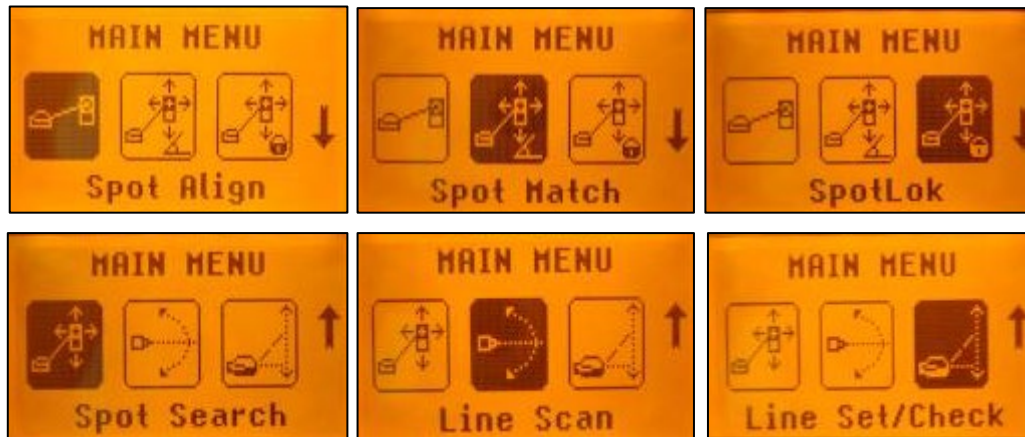 MAIN MENU
Spot Align
MAIN MENU
Spot Match
MAIN MENU
SpotLok
MAIN MENU
Spot Search
MAIN MENU
Line Scan
MAIN MENU
Line Set/Check